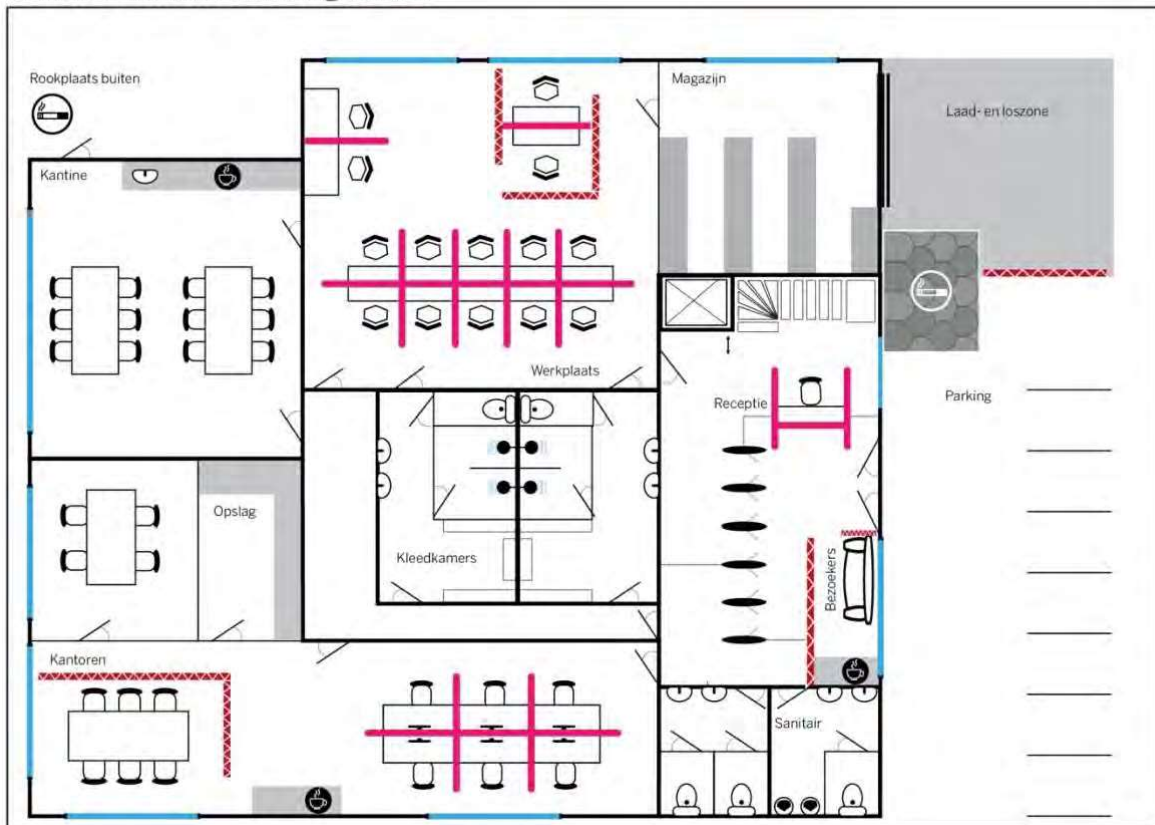 Rookplaats buiten
Magazijn
Laad- en loszone
Kantine
Werkplaats
Receptie
Parking
Opslag
Kleedkamers
Bezoekers
Kantoren
Sanitair